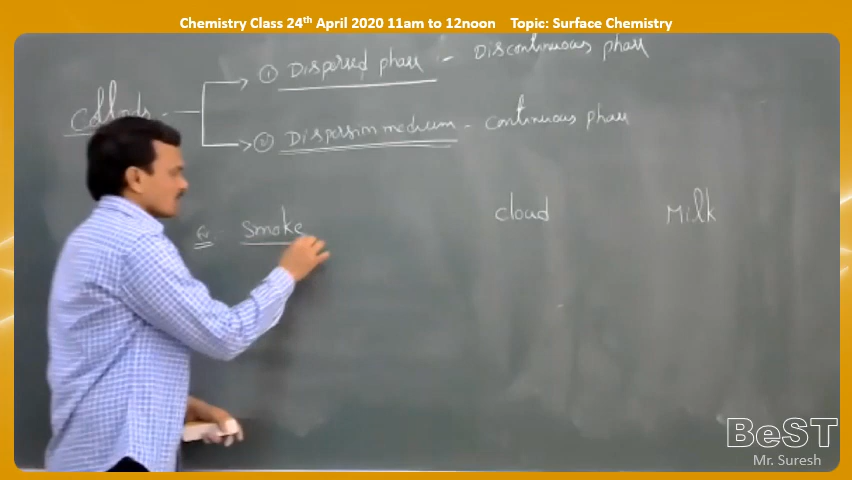 Chemistry Class 24th April 2020 11am to 12noon Topic: Surface Chemistry
① Dispersed phase - Discontinuous phase
Colloids -
② Dispersion medium - Continuous phase
Ex - Smoke cloud Milk
BeST
Mr. Suresh